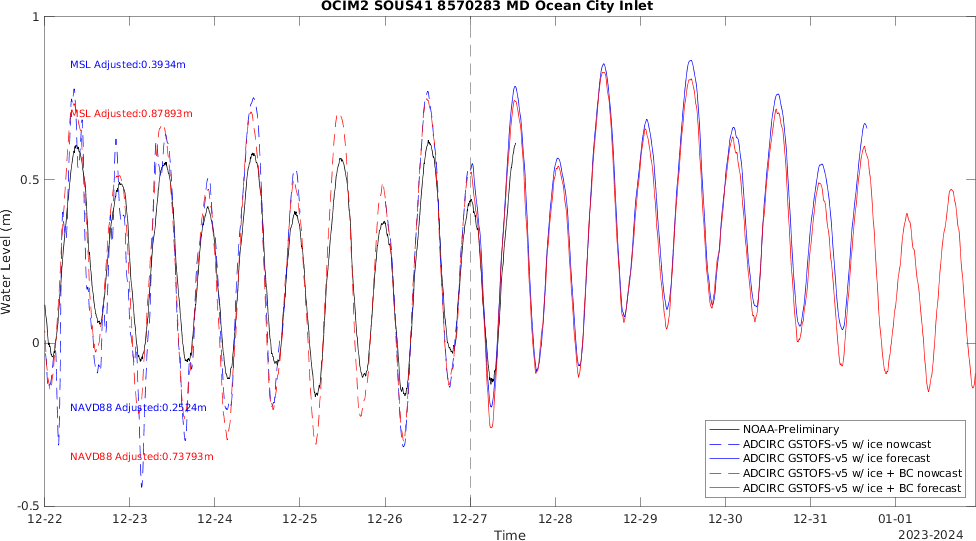 OCIM2 SOUS41 8570283 MD Ocean City Inlet
1
0.5
0
-0.5
Water Level (m)
MSL Adjusted:0.3934m
MSL Adjusted:0.87893m
NAVD88 Adjusted:0.2524m
NAVD88 Adjusted:0.73793m
NOAA-Preliminary
ADCIRC GSTOFS-v5 w/ ice nowcast
ADCIRC GSTOFS-v5 w/ ice forecast
ADCIRC GSTOFS-v5 w/ ice + BC nowcast
ADCIRC GSTOFS-v5 w/ ice + BC forecast
12-22 12-23 12-24 12-25 12-26 12-27 12-28 12-29 12-30 12-31 01-01
Time
2023-2024